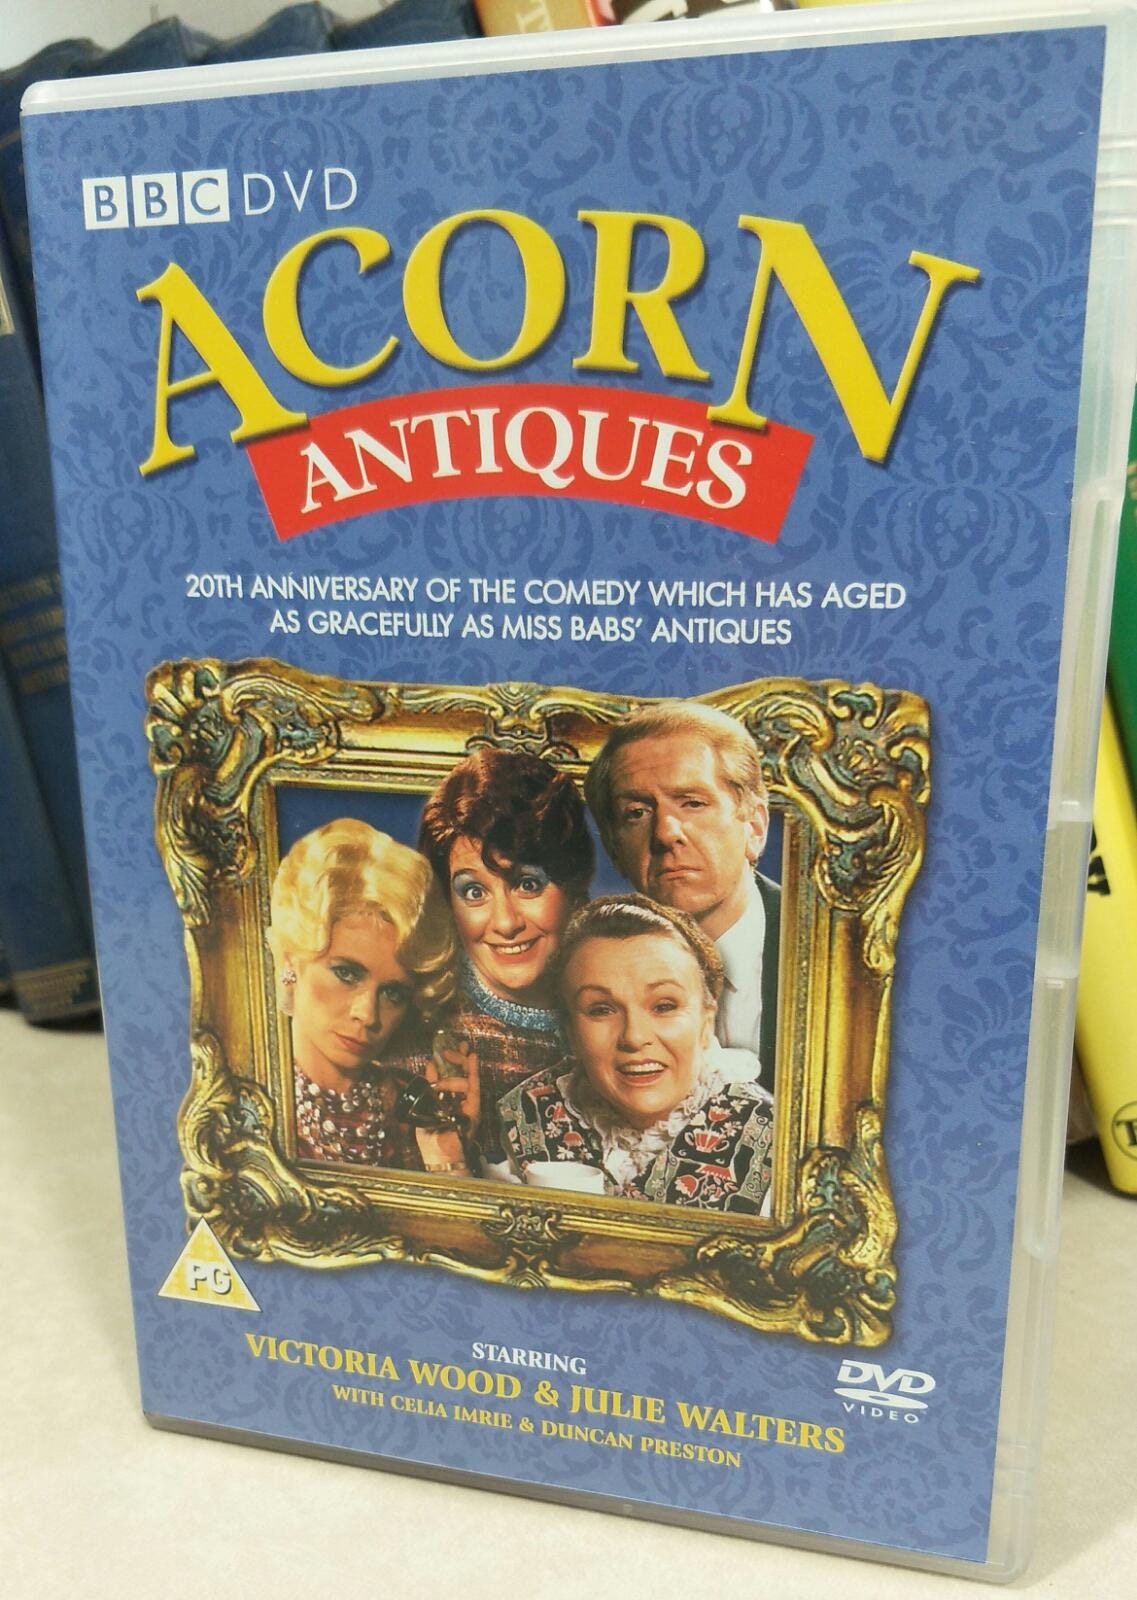 BBC DVD
ACORN
ANTIQUES
20TH ANNIVERSARY OF THE COMEDY WHICH HAS AGED
AS GRACEFULLY AS MISS BABS' ANTIQUES
PG
STARRING
VICTORIA WOOD & JULIE WALTERS
WITH CELIA IMRIE & DUNCAN PRESTON
DVD
VIDEO